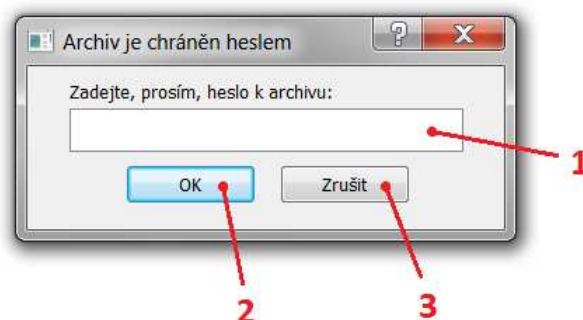 Archiv je chráněn heslem
Zadejte, prosím, heslo k archivu:
1
OK Zrušit
2 3